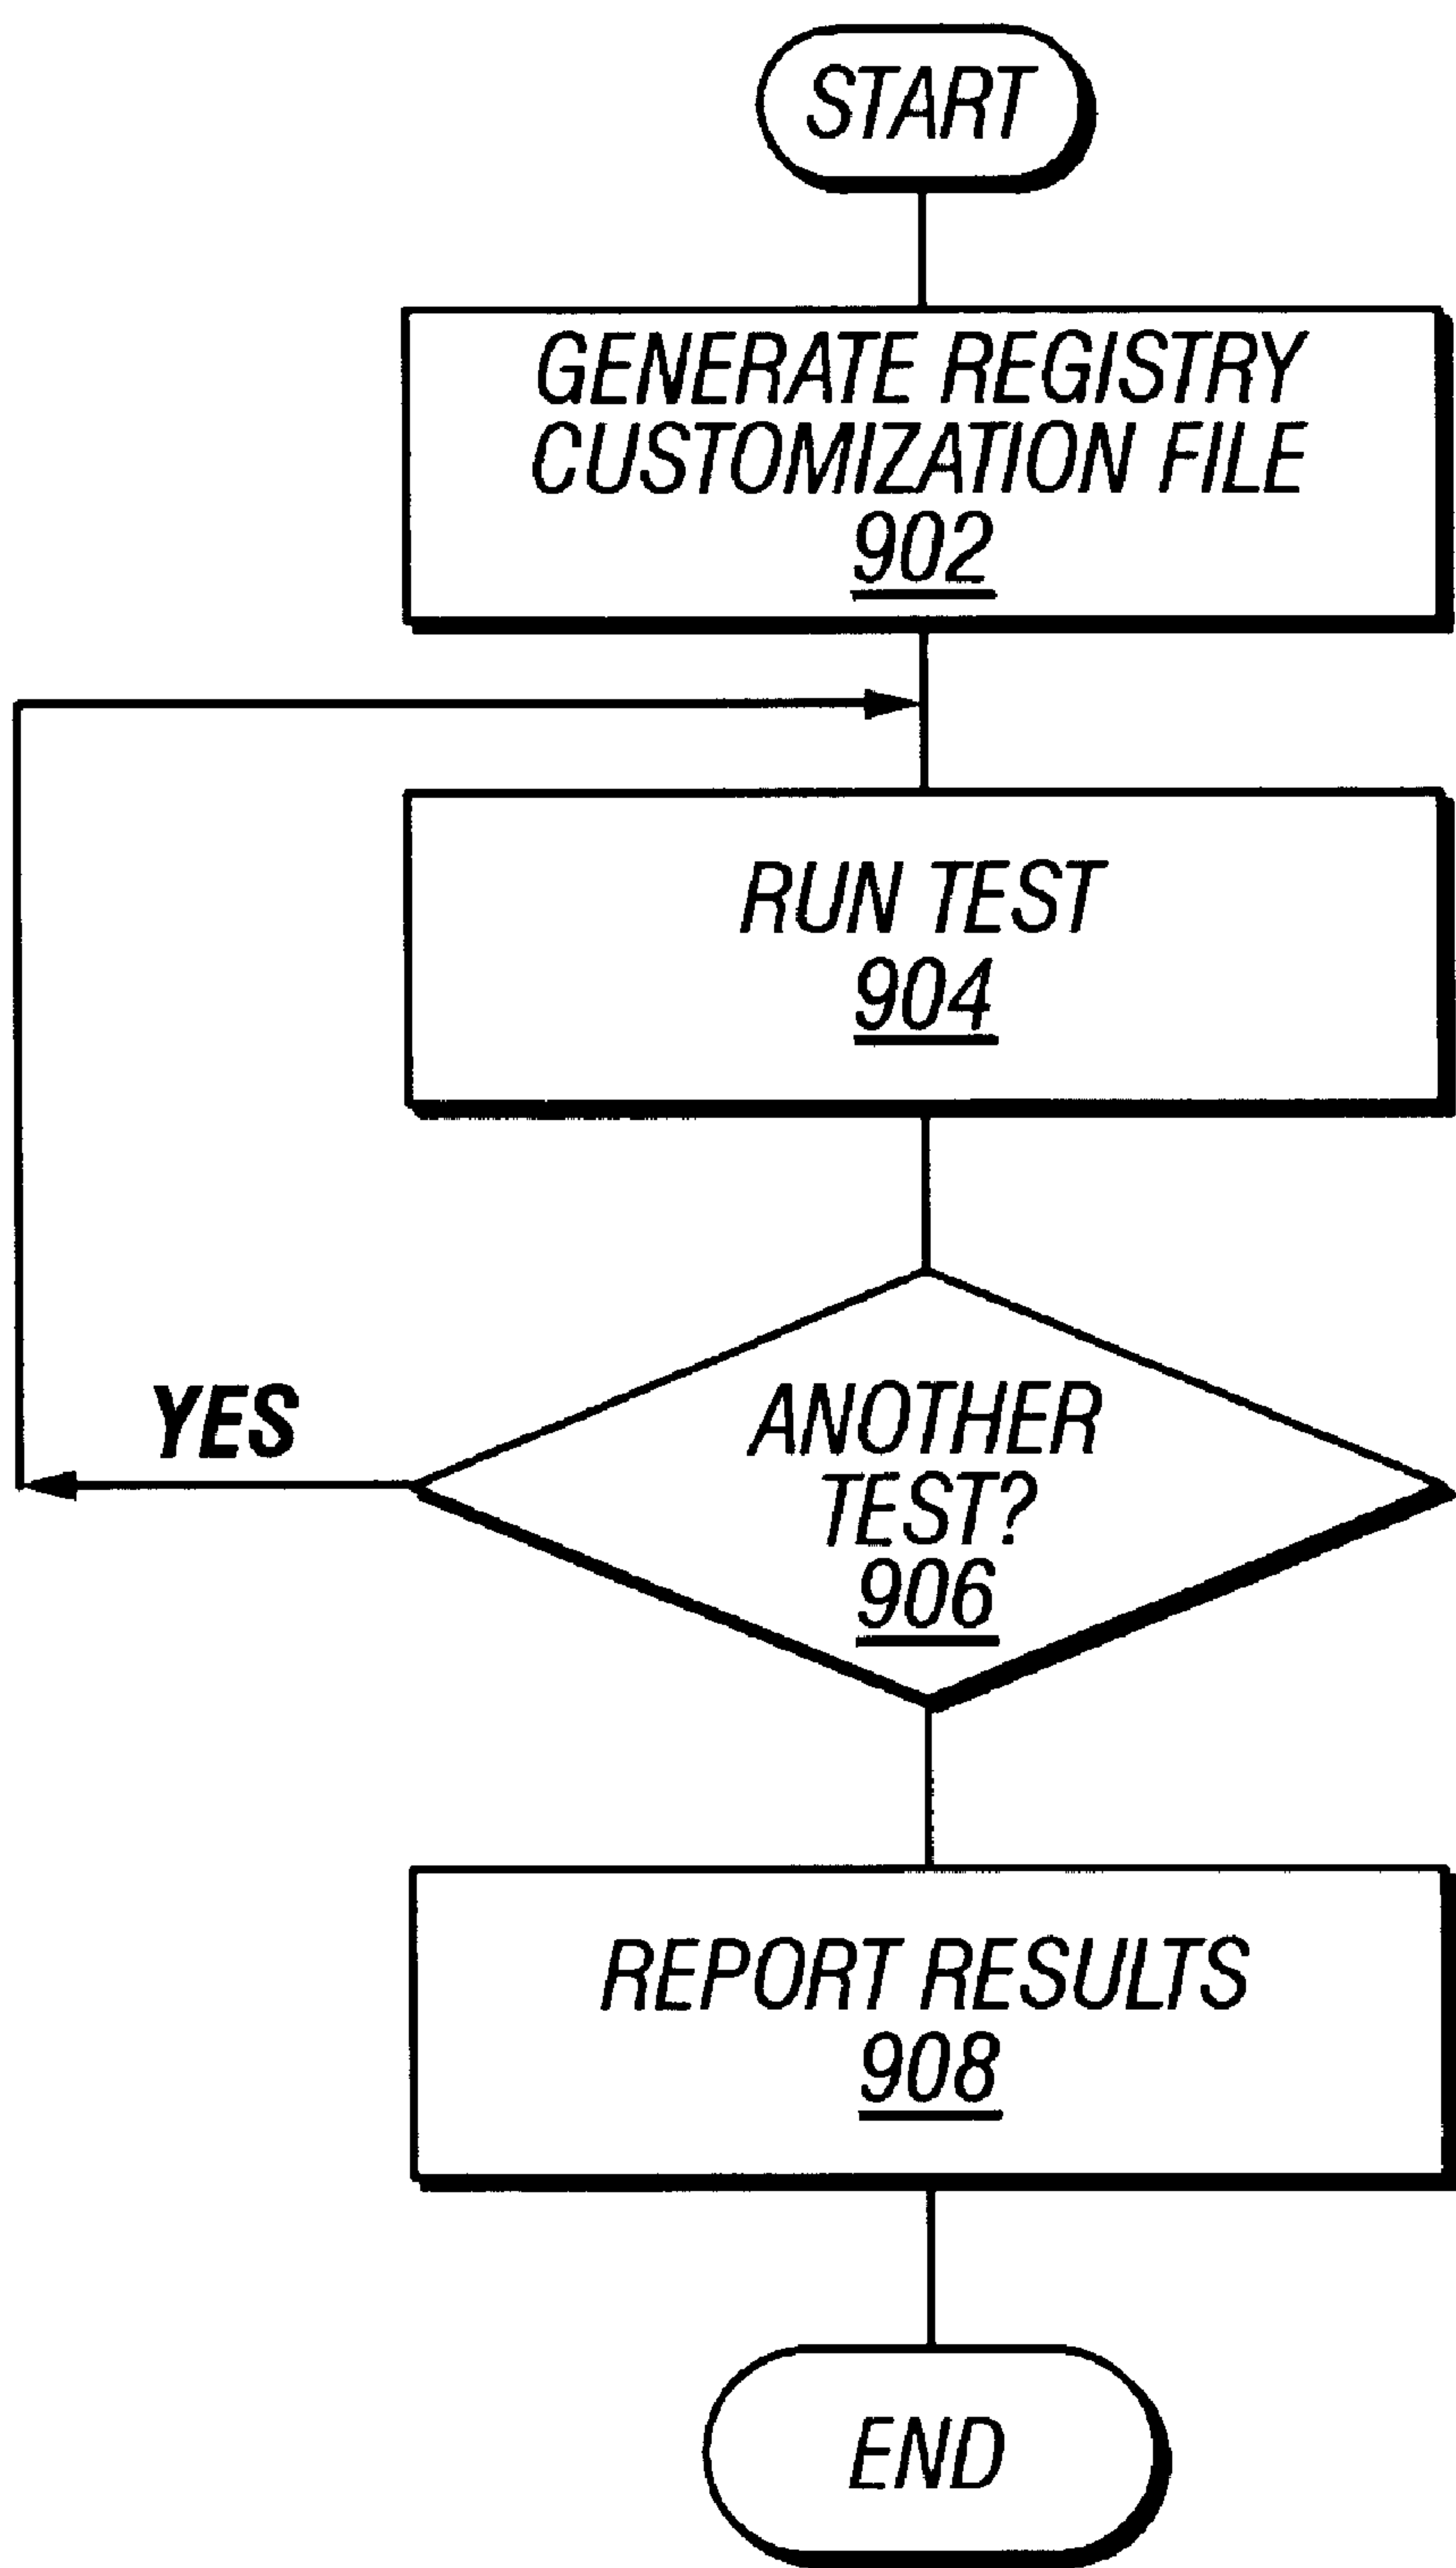 START
GENERATE REGISTRY
CUSTOMIZATION FILE
902
RUN TEST
904
YES
ANOTHER
TEST?
906
REPORT RESULTS
908
END